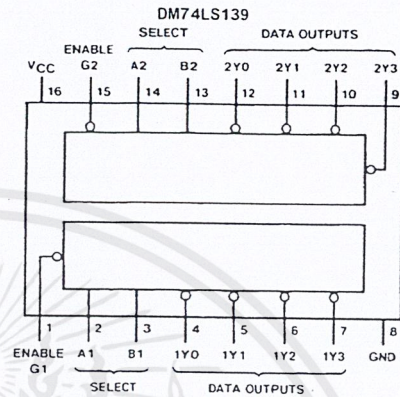 DM74LS139
SELECT DATA OUTPUTS
ENABLE
VCC G2 A2 B2 2Y0 2Y1 2Y2 2Y3
16 15 14 13 12 11 10 9
1 2 3 4 5 6 7 8
ENABLE A1 B1 1Y0 1Y1 1Y2 1Y3 GND
G1
SELECT DATA OUTPUTS